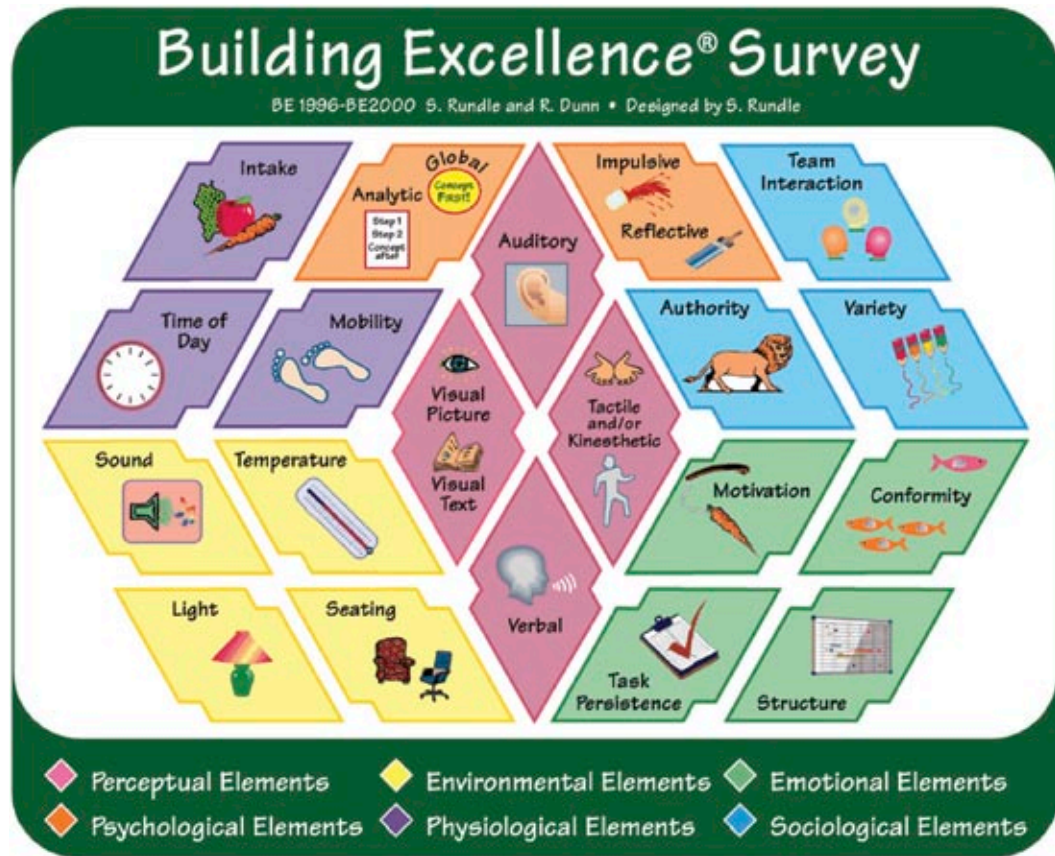 Building Excellence® Survey
BE 1996-BE2000 S. Rundle and R. Dunn • Designed by S. Rundle
Intake
Global
Concept
FIRST!
Analytic
Step 1
Step 2
Concept
after
Auditory
Impulsive
Reflective
Team
Interaction
Time of
Day
Mobility
Visual
Picture
Visual
Text
Tactile
and/or
Kinesthetic
Authority
Variety
Sound
Temperature
Motivation
Conformity
Light
Seating
Verbal
Task
Persistence
Structure
Perceptual Elements
Environmental Elements
Emotional Elements
Psychological Elements
Physiological Elements
Sociological Elements